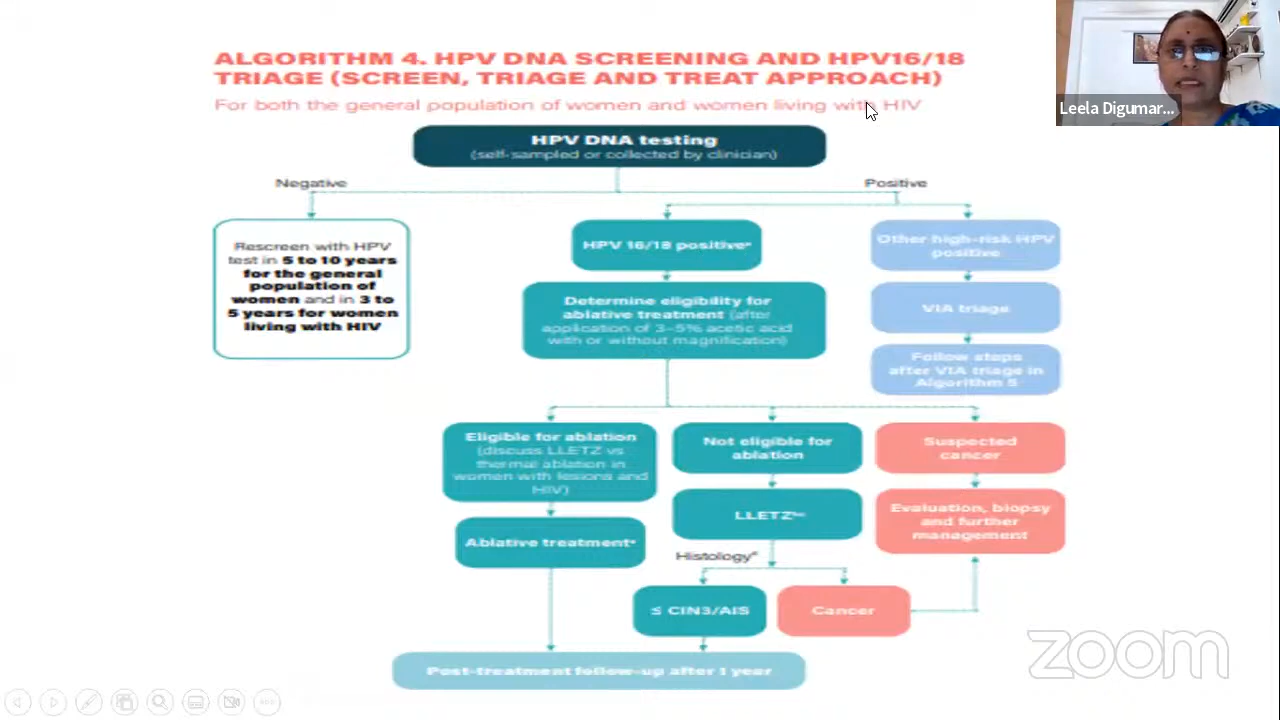 ALGORITHM 4. HPV DNA SCREENING AND HPV16/18
TRIAGE (SCREEN, TRIAGE AND TREAT APPROACH)
For both the general population of women and women living with HIV
Leela Digumar...
HPV DNA testing
(self-sampled or collected by clinician)
Negative
Positive
Rescreen with HPV
test in 5 to 10 years
for the general
population of
women and in 3 to
5 years for women
living with HIV
HPV 16/18 positive
Other high-risk HPV
positive
Determine eligibility for
ablative treatment (after
application of 3–5% acetic acid
with or without magnification)
VIA triage
Follow steps
after VIA triage in
Algorithm 5
Eligible for ablation
(discuss LLETZ vs
thermal ablation in
women with lesions and
HIV)
Not eligible for
ablation
Suspected
cancer
Ablative treatment
LLETZ
Evaluation, biopsy
and further
management
Histology
≤ CIN3/AIS
Cancer
Post-treatment follow-up after 1 year
zoom